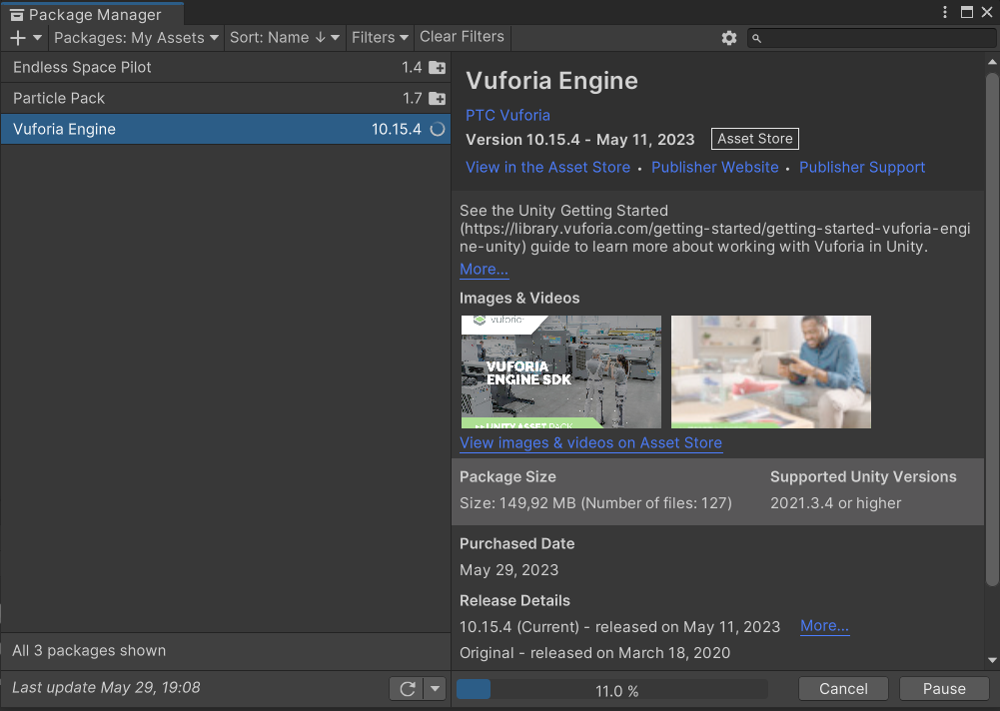 Package Manager
Packages: My Assets
Sort: Name ↓
Filters
Clear Filters
Endless Space Pilot 1.4
Particle Pack 1.7
Vuforia Engine 10.15.4
All 3 packages shown
Last update May 29, 19:08
Vuforia Engine
PTC Vuforia
Version 10.15.4 - May 11, 2023 Asset Store
View in the Asset Store • Publisher Website • Publisher Support
See the Unity Getting Started
(https://library.vuforia.com/getting-started/getting-started-vuforia-engi
ne-unity) guide to learn more about working with Vuforia in Unity.
More...
Images & Videos
vuforia
VUFORIA
ENGINE SDK
UNITY ASSET PACK
View images & videos on Asset Store
Package Size Supported Unity Versions
Size: 149,92 MB (Number of files: 127) 2021.3.4 or higher
Purchased Date
May 29, 2023
Release Details
10.15.4 (Current) - released on May 11, 2023 More...
Original - released on March 18, 2020
11.0 %
Cancel
Pause